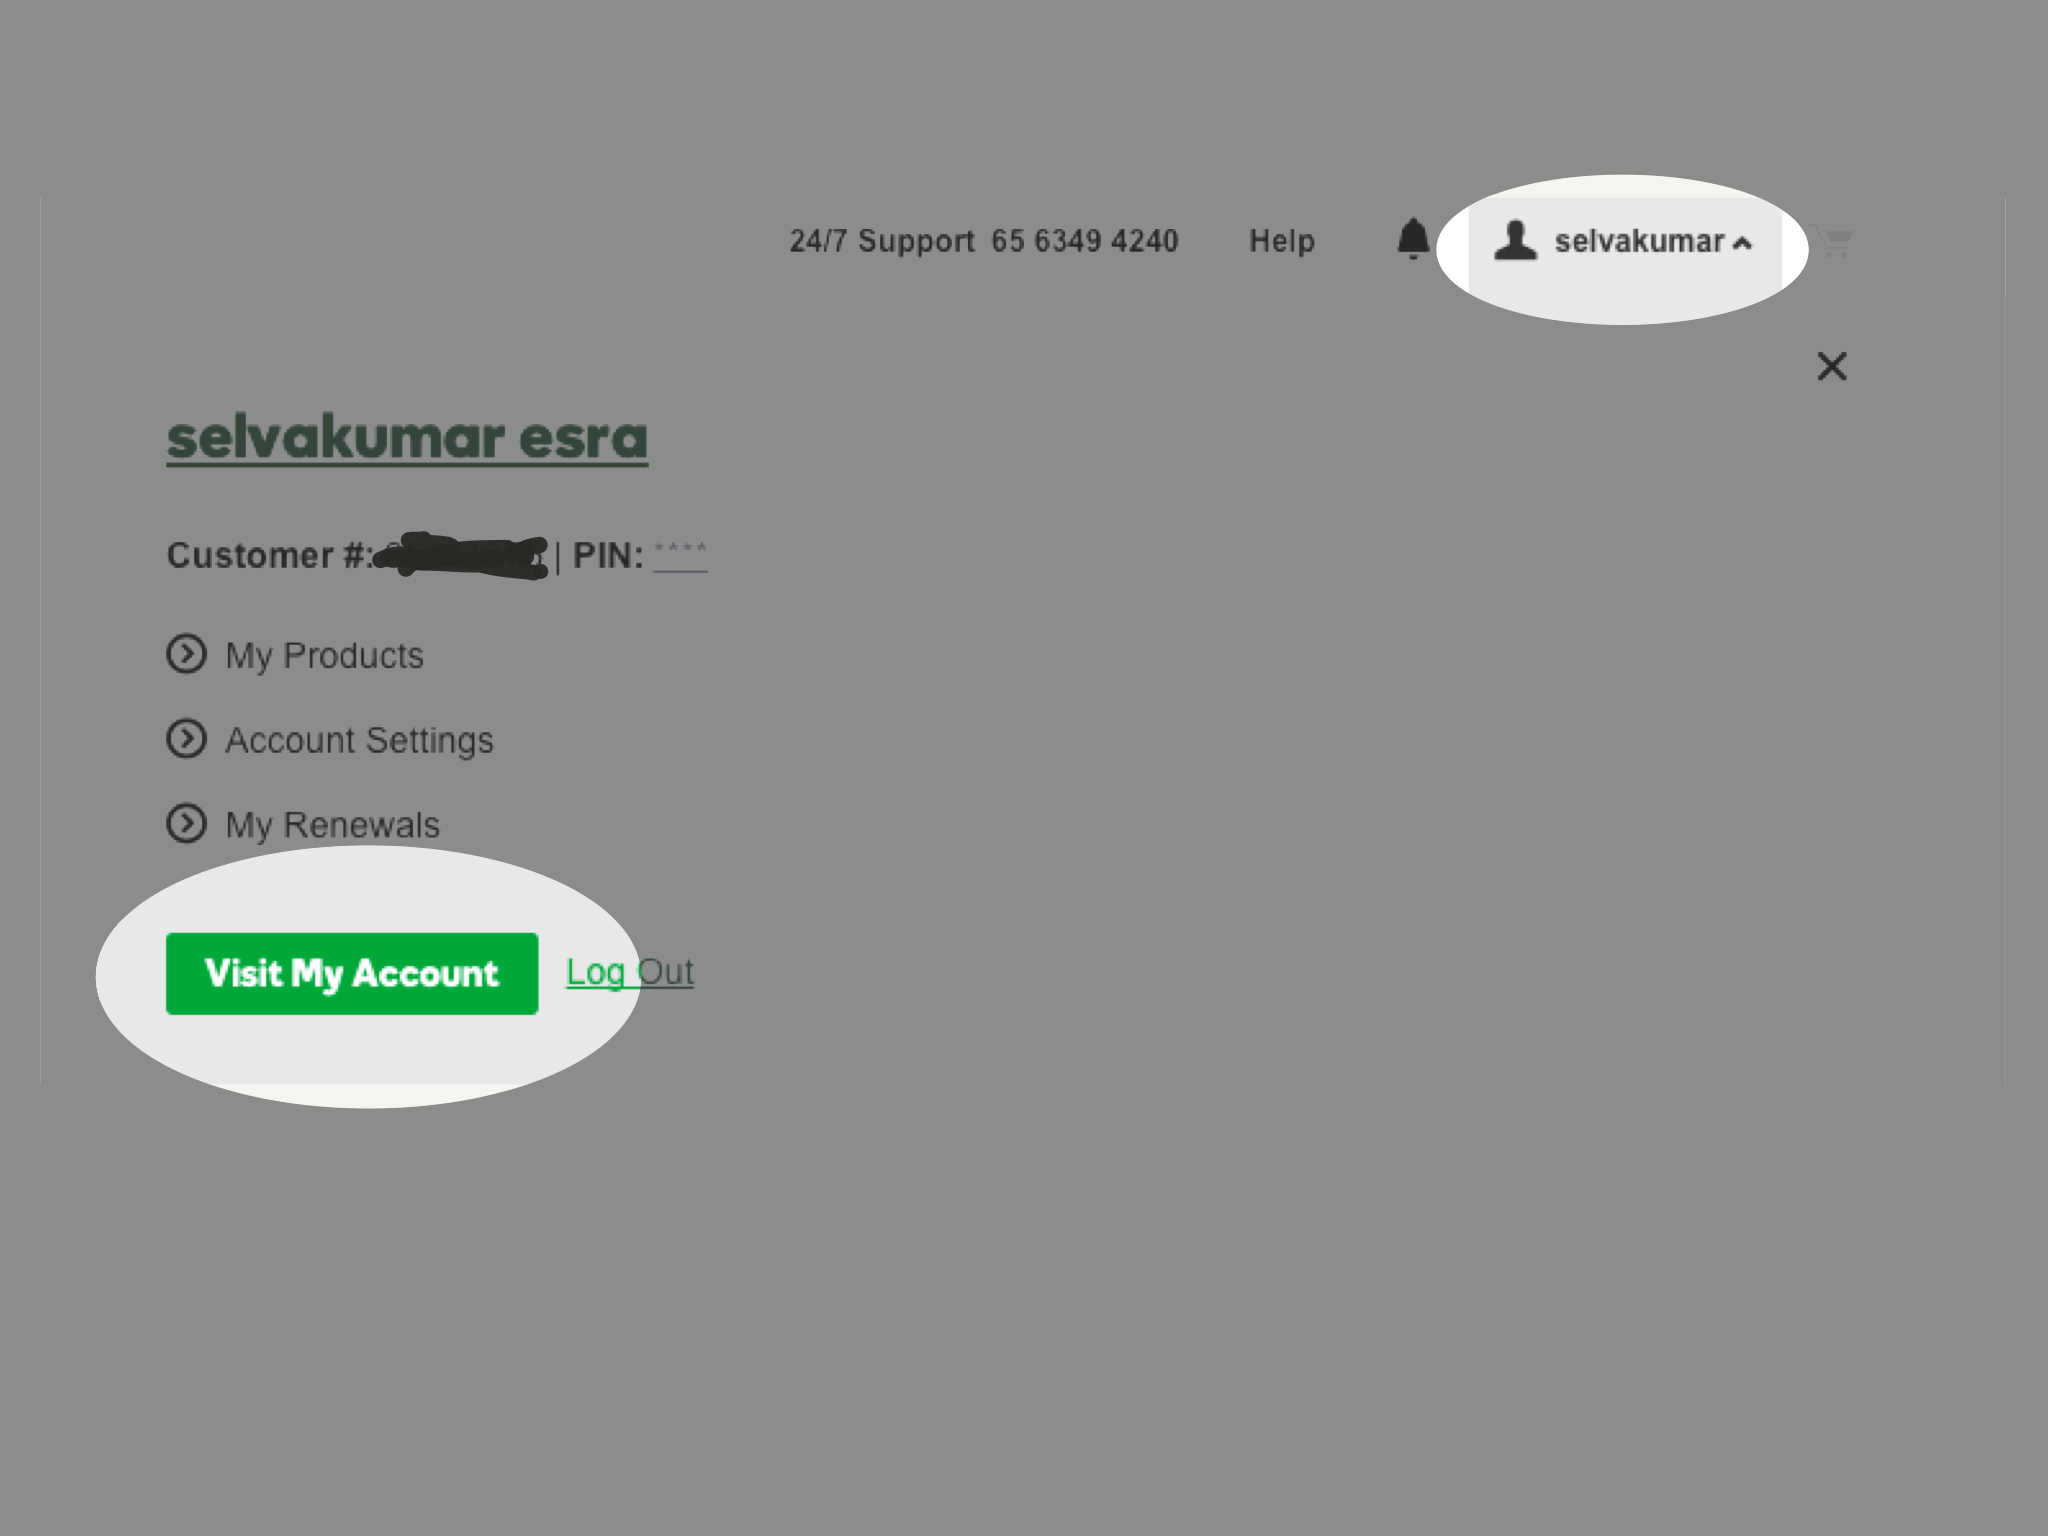 24/7 Support 65 6349 4240 Help selvakumar
selvakumar esra
Customer #: | PIN: ****
My Products
Account Settings
My Renewals
Visit My Account Log Out